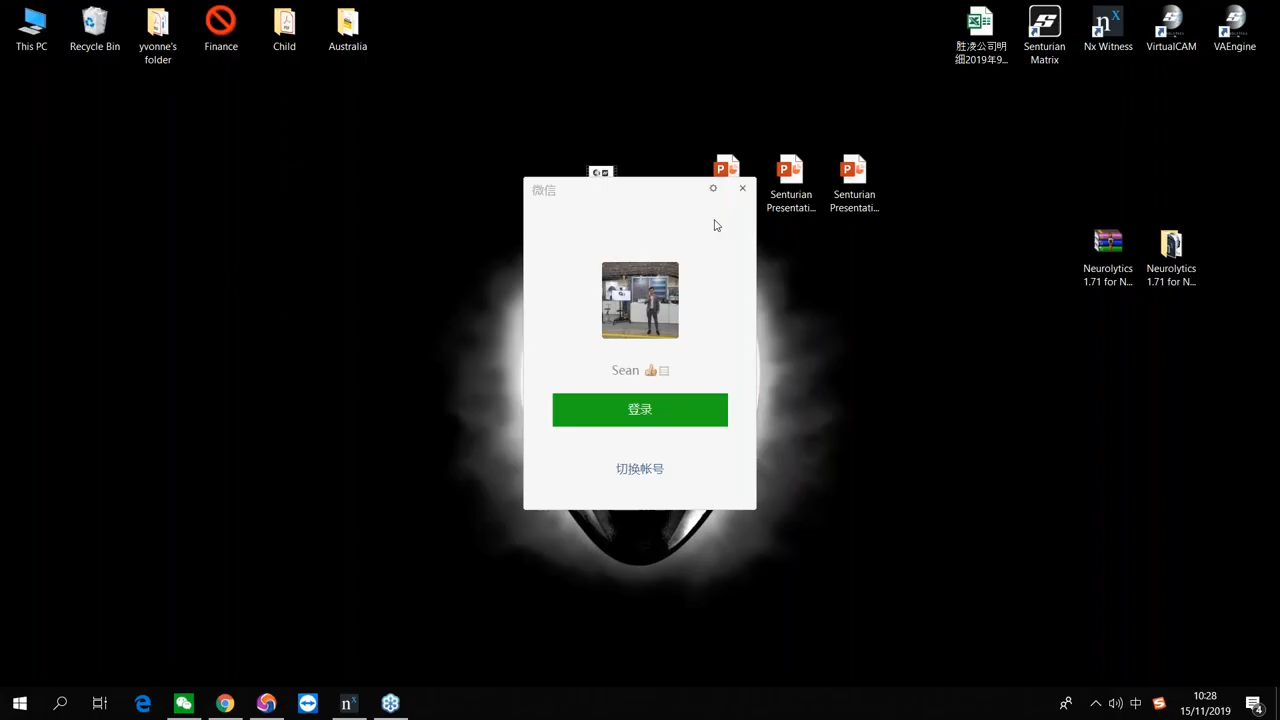 This PC
Recycle Bin
yvonne's
folder
Finance
Child
Australia
胜凌公司明
细2019年9...
Senturian
Matrix
Nx Witness
VirtualCAM
VAEngine
Senturian
Presentati...
Senturian
Presentati...
微信
Neurolytics
1.71 for N...
Neurolytics
1.71 for N...
Sean 👍🏼
登录
切换帐号
中
10:28
15/11/2019
4